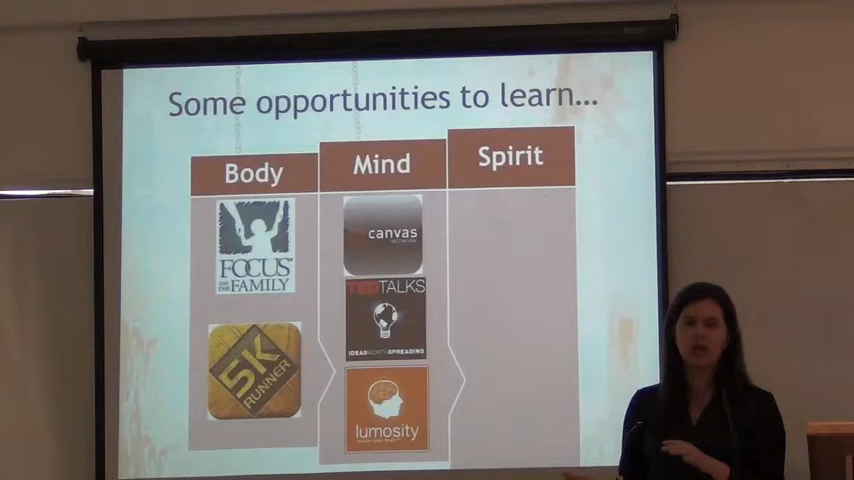 Some opportunities to learn...
Body
Mind
Spirit
FOCUS
ON THE FAMILY
5K
RUNNER
canvas
NETWORK
TEDTALKS
IDEAS WORTH SPREADING
lumosity